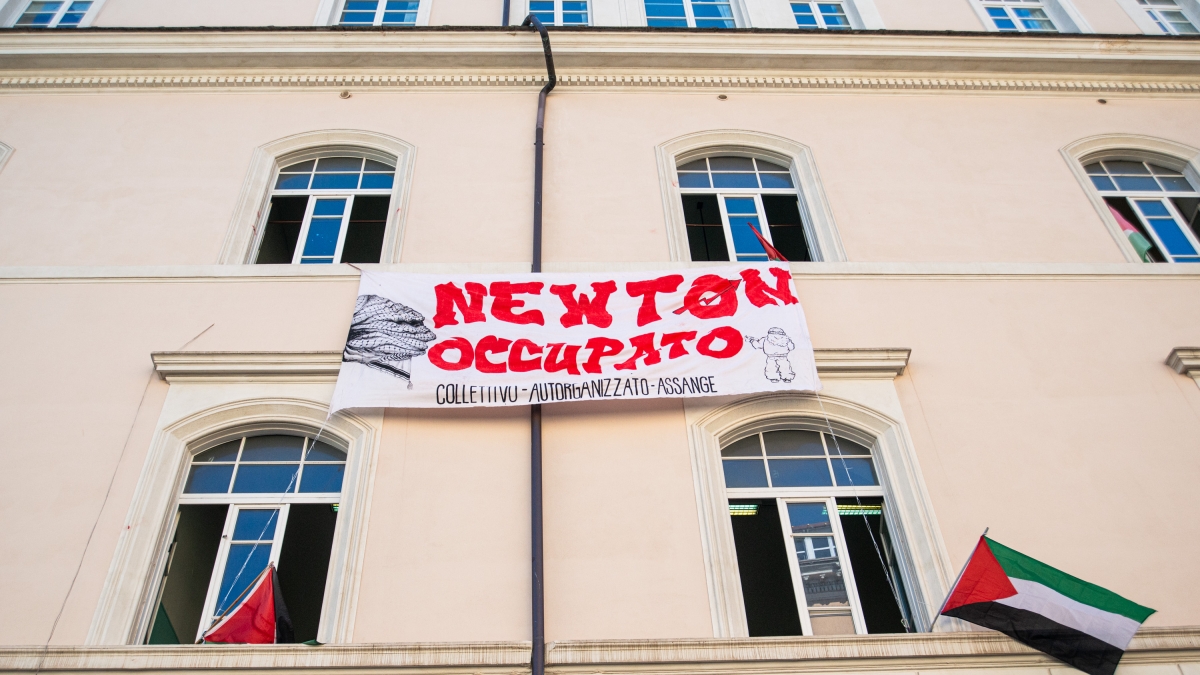 NEWTON
OCCUPATO
COLLETTIVO - AUTORGANIZZATO - ASSANGE